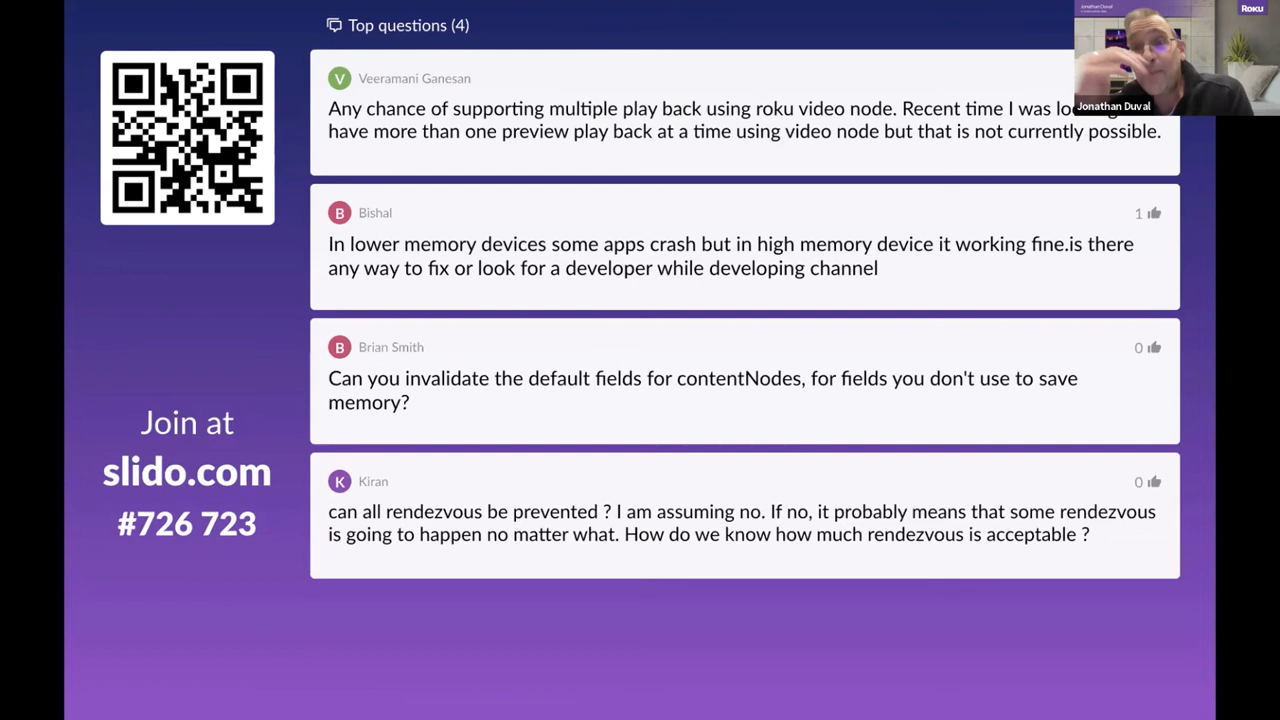 Top questions (4)
Jonathan Duval
Roku
V Veeramani Ganesan
Any chance of supporting multiple play back using roku video node. Recent time I was
have more than one preview play back at a time using video node but that is not currently possible.
Jonathan Duval
B Bishal
1
In lower memory devices some apps crash but in high memory device it working fine.is there
any way to fix or look for a developer while developing channel
B Brian Smith
0
Can you invalidate the default fields for contentNodes, for fields you don't use to save
memory?
K Kiran
0
can all rendezvous be prevented ? I am assuming no. If no, it probably means that some rendezvous
is going to happen no matter what. How do we know how much rendezvous is acceptable ?
Join at
slido.com
#726 723